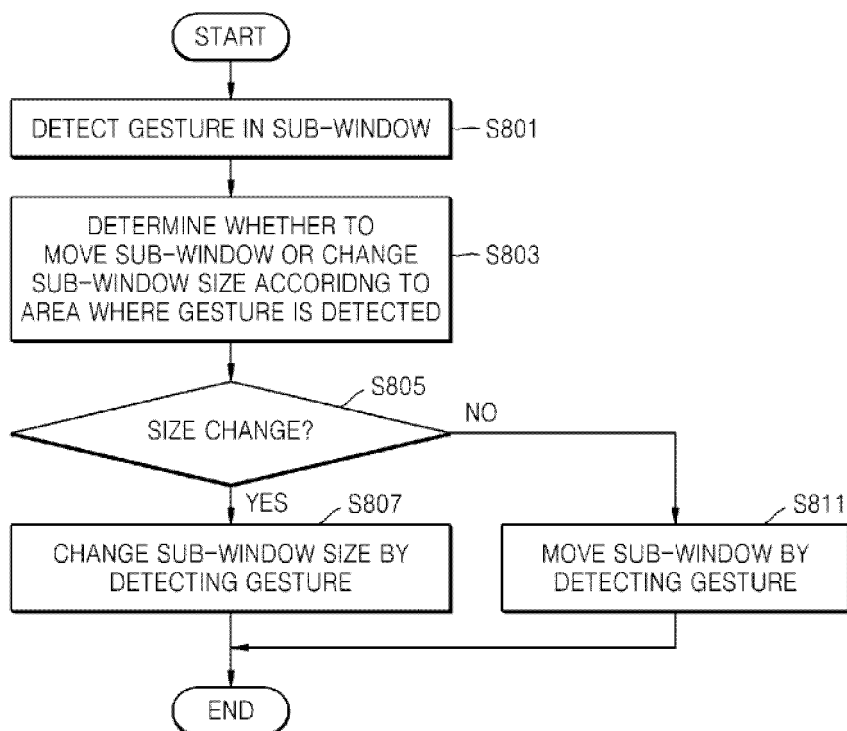 START
DETECT GESTURE IN SUB-WINDOW
S801
DETERMINE WHETHER TO
MOVE SUB-WINDOW OR CHANGE
SUB-WINDOW SIZE ACCORIDNG TO
AREA WHERE GESTURE IS DETECTED
S803
S805
SIZE CHANGE?
NO
YES
S807
CHANGE SUB-WINDOW SIZE BY
DETECTING GESTURE
S811
MOVE SUB-WINDOW BY
DETECTING GESTURE
END